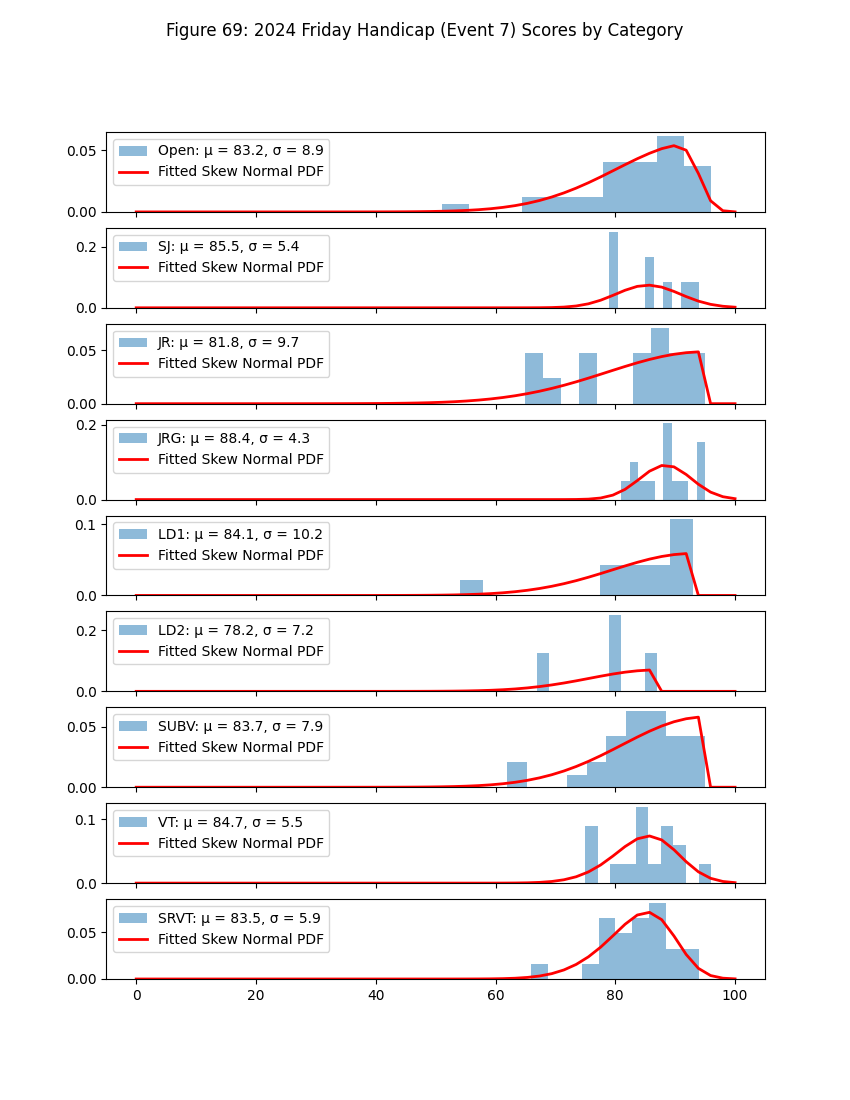 Figure 69: 2024 Friday Handicap (Event 7) Scores by Category
0.05
0.00
Open: μ = 83.2, σ = 8.9
Fitted Skew Normal PDF
0.2
0.0
SJ: μ = 85.5, σ = 5.4
Fitted Skew Normal PDF
0.05
0.00
JR: μ = 81.8, σ = 9.7
Fitted Skew Normal PDF
0.2
0.0
JRG: μ = 88.4, σ = 4.3
Fitted Skew Normal PDF
0.1
0.0
LD1: μ = 84.1, σ = 10.2
Fitted Skew Normal PDF
0.2
0.0
LD2: μ = 78.2, σ = 7.2
Fitted Skew Normal PDF
0.05
0.00
SUBV: μ = 83.7, σ = 7.9
Fitted Skew Normal PDF
0.1
0.0
VT: μ = 84.7, σ = 5.5
Fitted Skew Normal PDF
0.05
0.00
SRVT: μ = 83.5, σ = 5.9
Fitted Skew Normal PDF
0 20 40 60 80 100